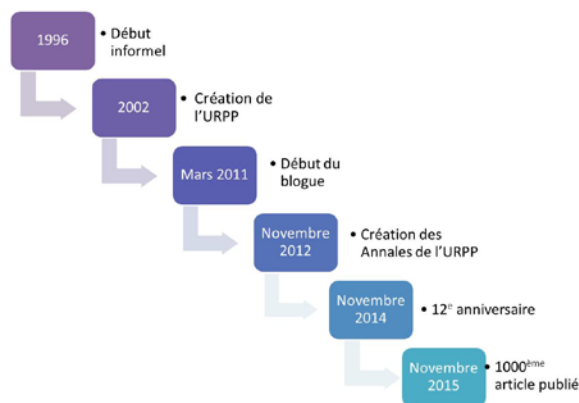 1996
• Début
informel
2002
• Création de
l'URPP
Mars 2011
• Début du
blogue
Novembre
2012
• Création des
Annales de l'URPP
Novembre
2014
• 12e anniversaire
Novembre
2015
• 1000ème
article publié